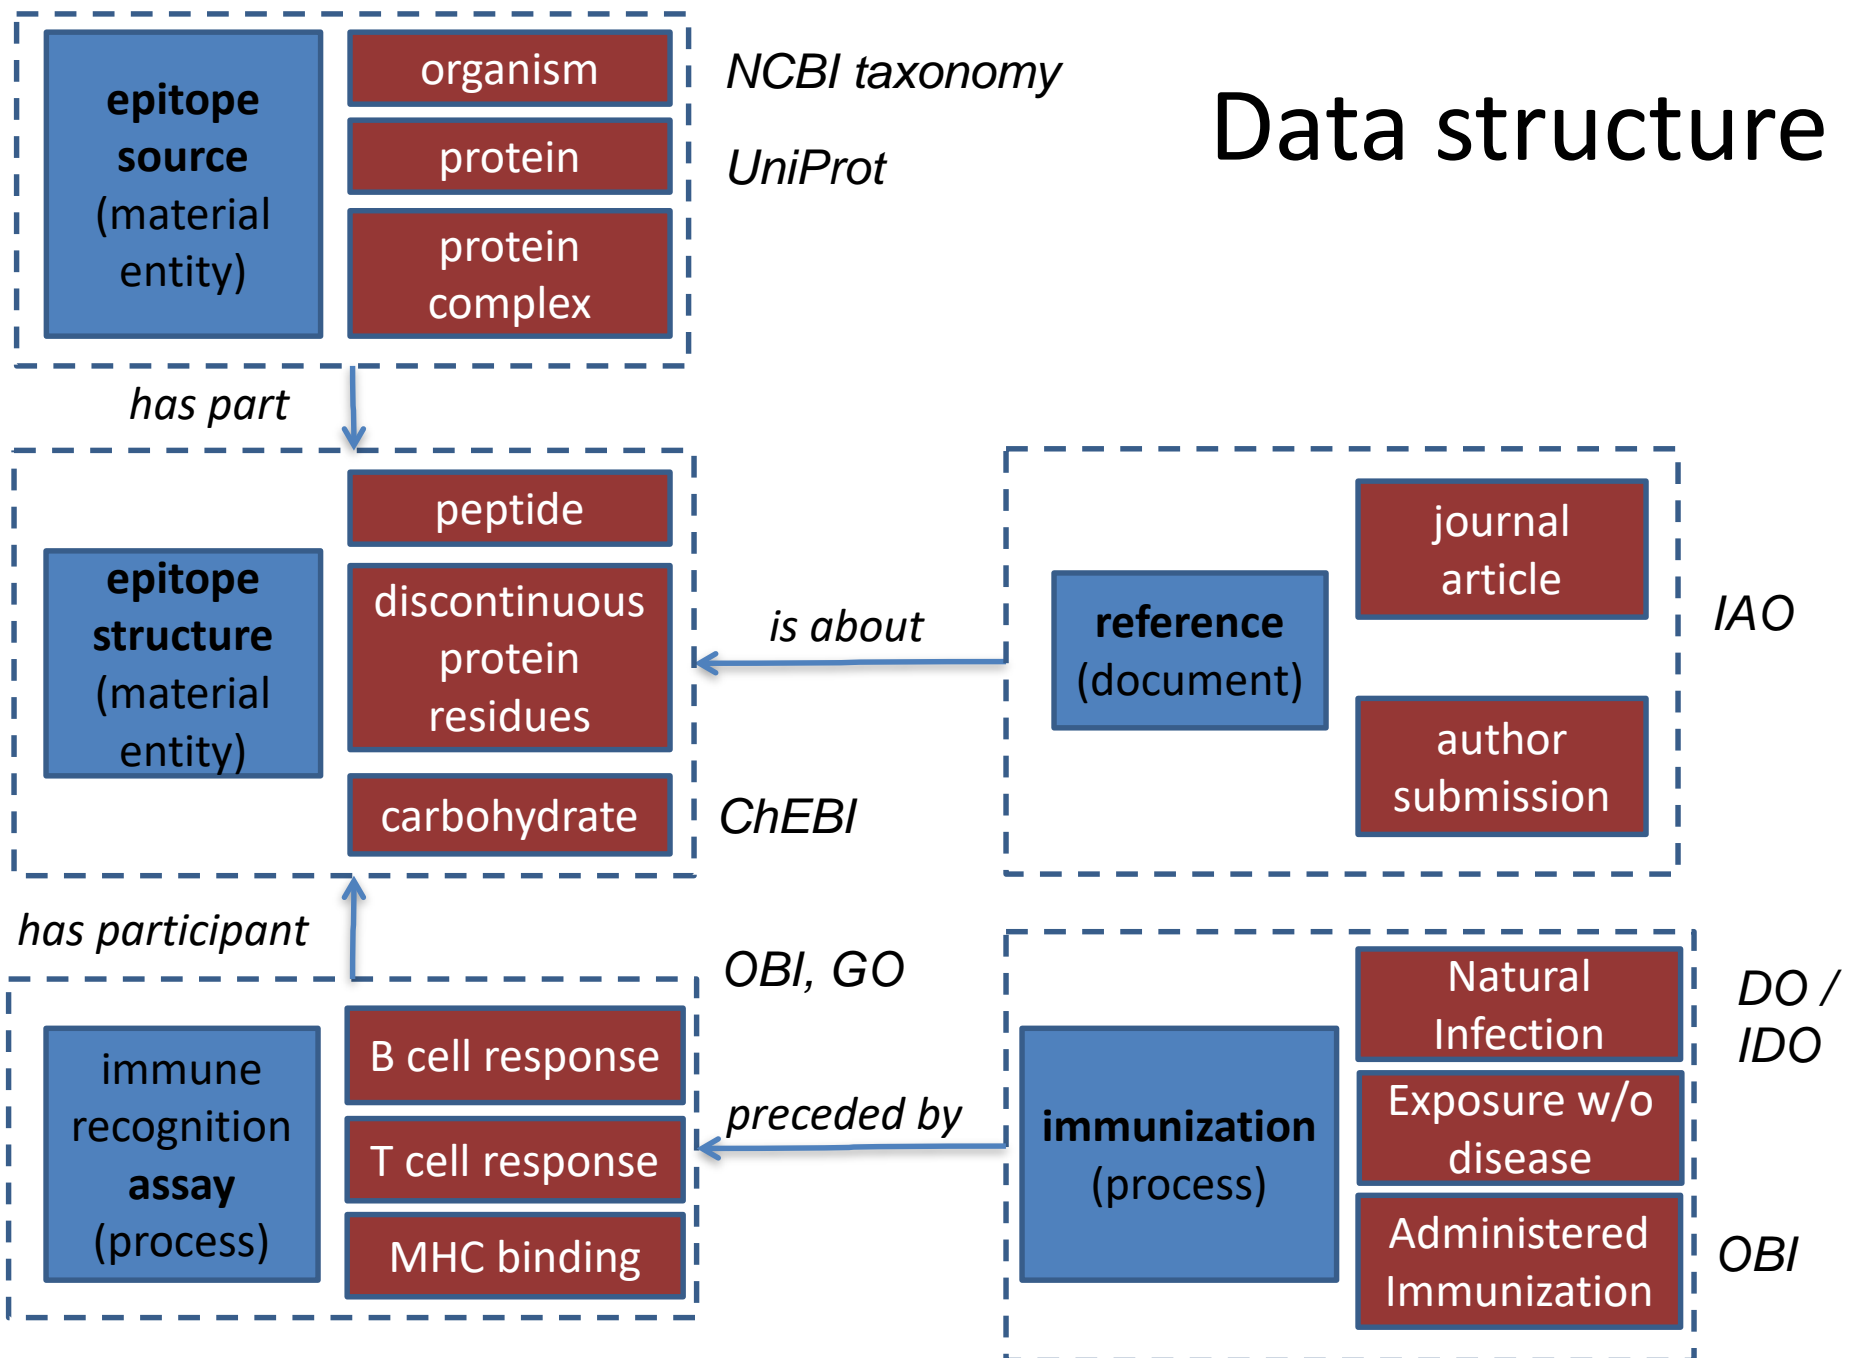 Data structure
epitope
source
(material
entity)
organism
protein
protein
complex
NCBI taxonomy
UniProt
has part
epitope
structure
(material
entity)
peptide
discontinuous
protein
residues
carbohydrate
ChEBI
is about
reference
(document)
journal
article
author
submission
IAO
has participant
OBI, GO
immune
recognition
assay
(process)
B cell response
T cell response
MHC binding
preceded by
immunization
(process)
Natural
Infection
Exposure w/o
disease
Administered
Immunization
DO /
IDO
OBI